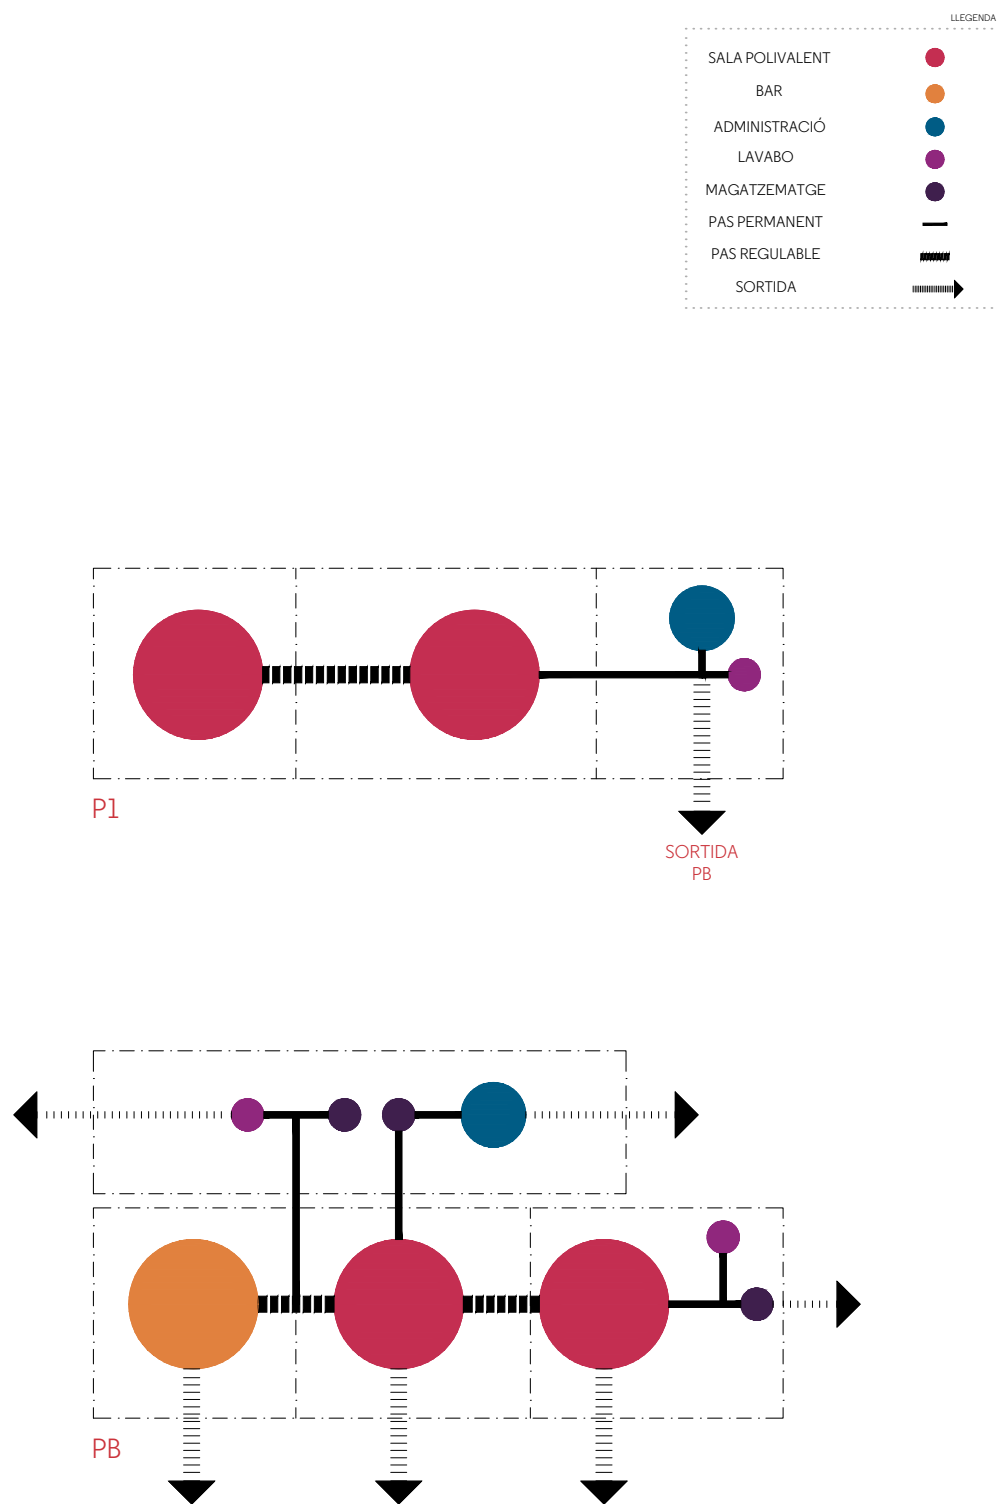 LLEGENDA
SALA POLIVALENT
BAR
ADMINISTRACIÓ
LAVABO
MAGATZEMATGE
PAS PERMANENT
PAS REGULABLE
SORTIDA
P1
SORTIDA
PB
PB